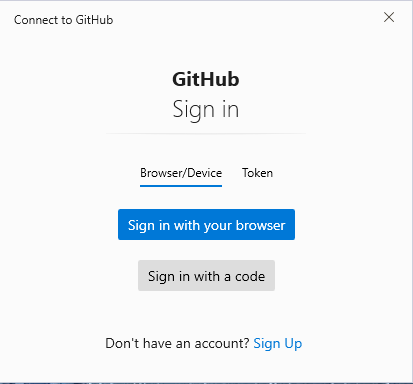 Connect to GitHub
GitHub
Sign in
Browser/Device Token
Sign in with your browser
Sign in with a code
Don't have an account? Sign Up